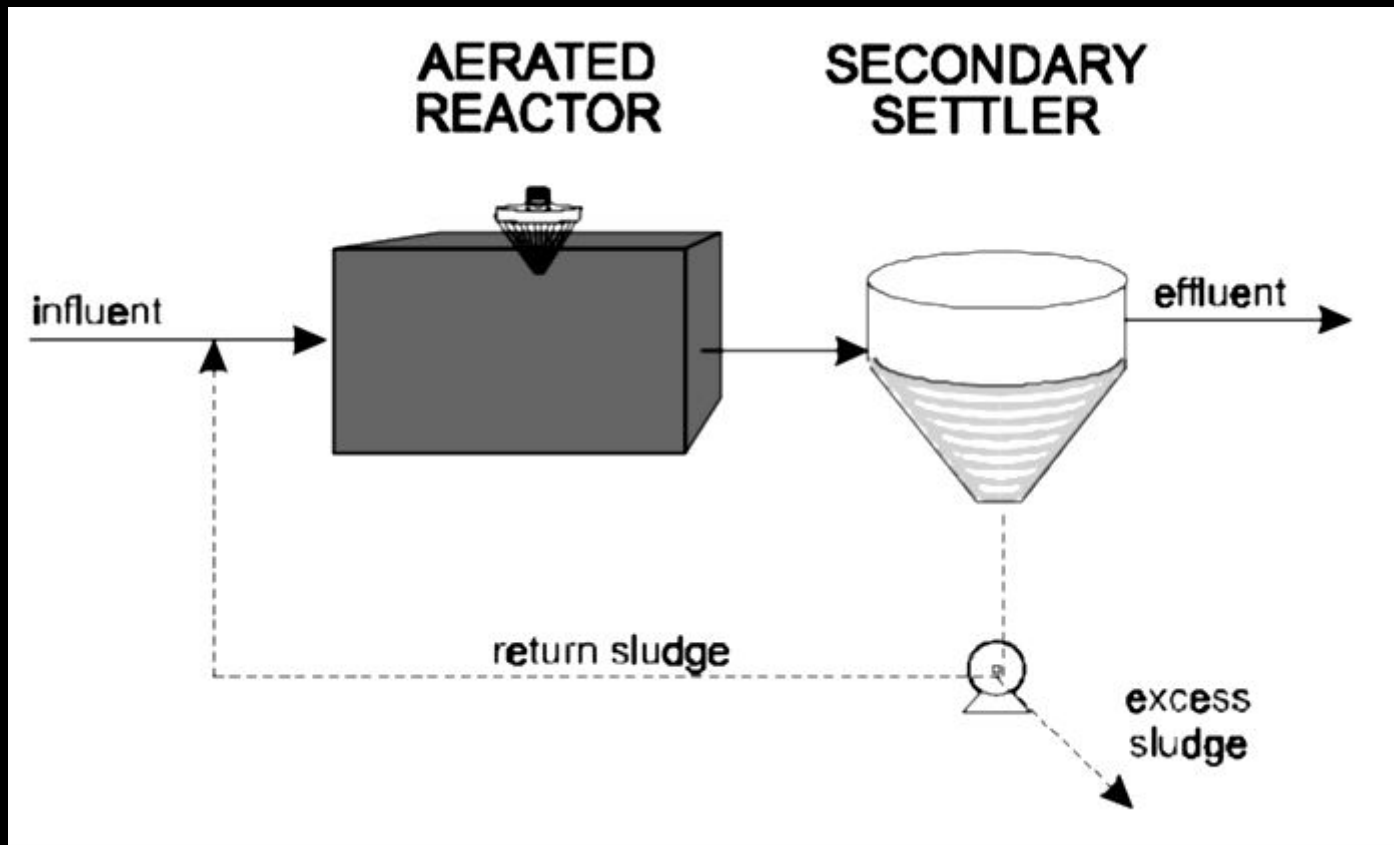 AERATED
REACTOR
SECONDARY
SETTLER
influent
effluent
return sludge
excess
sludge